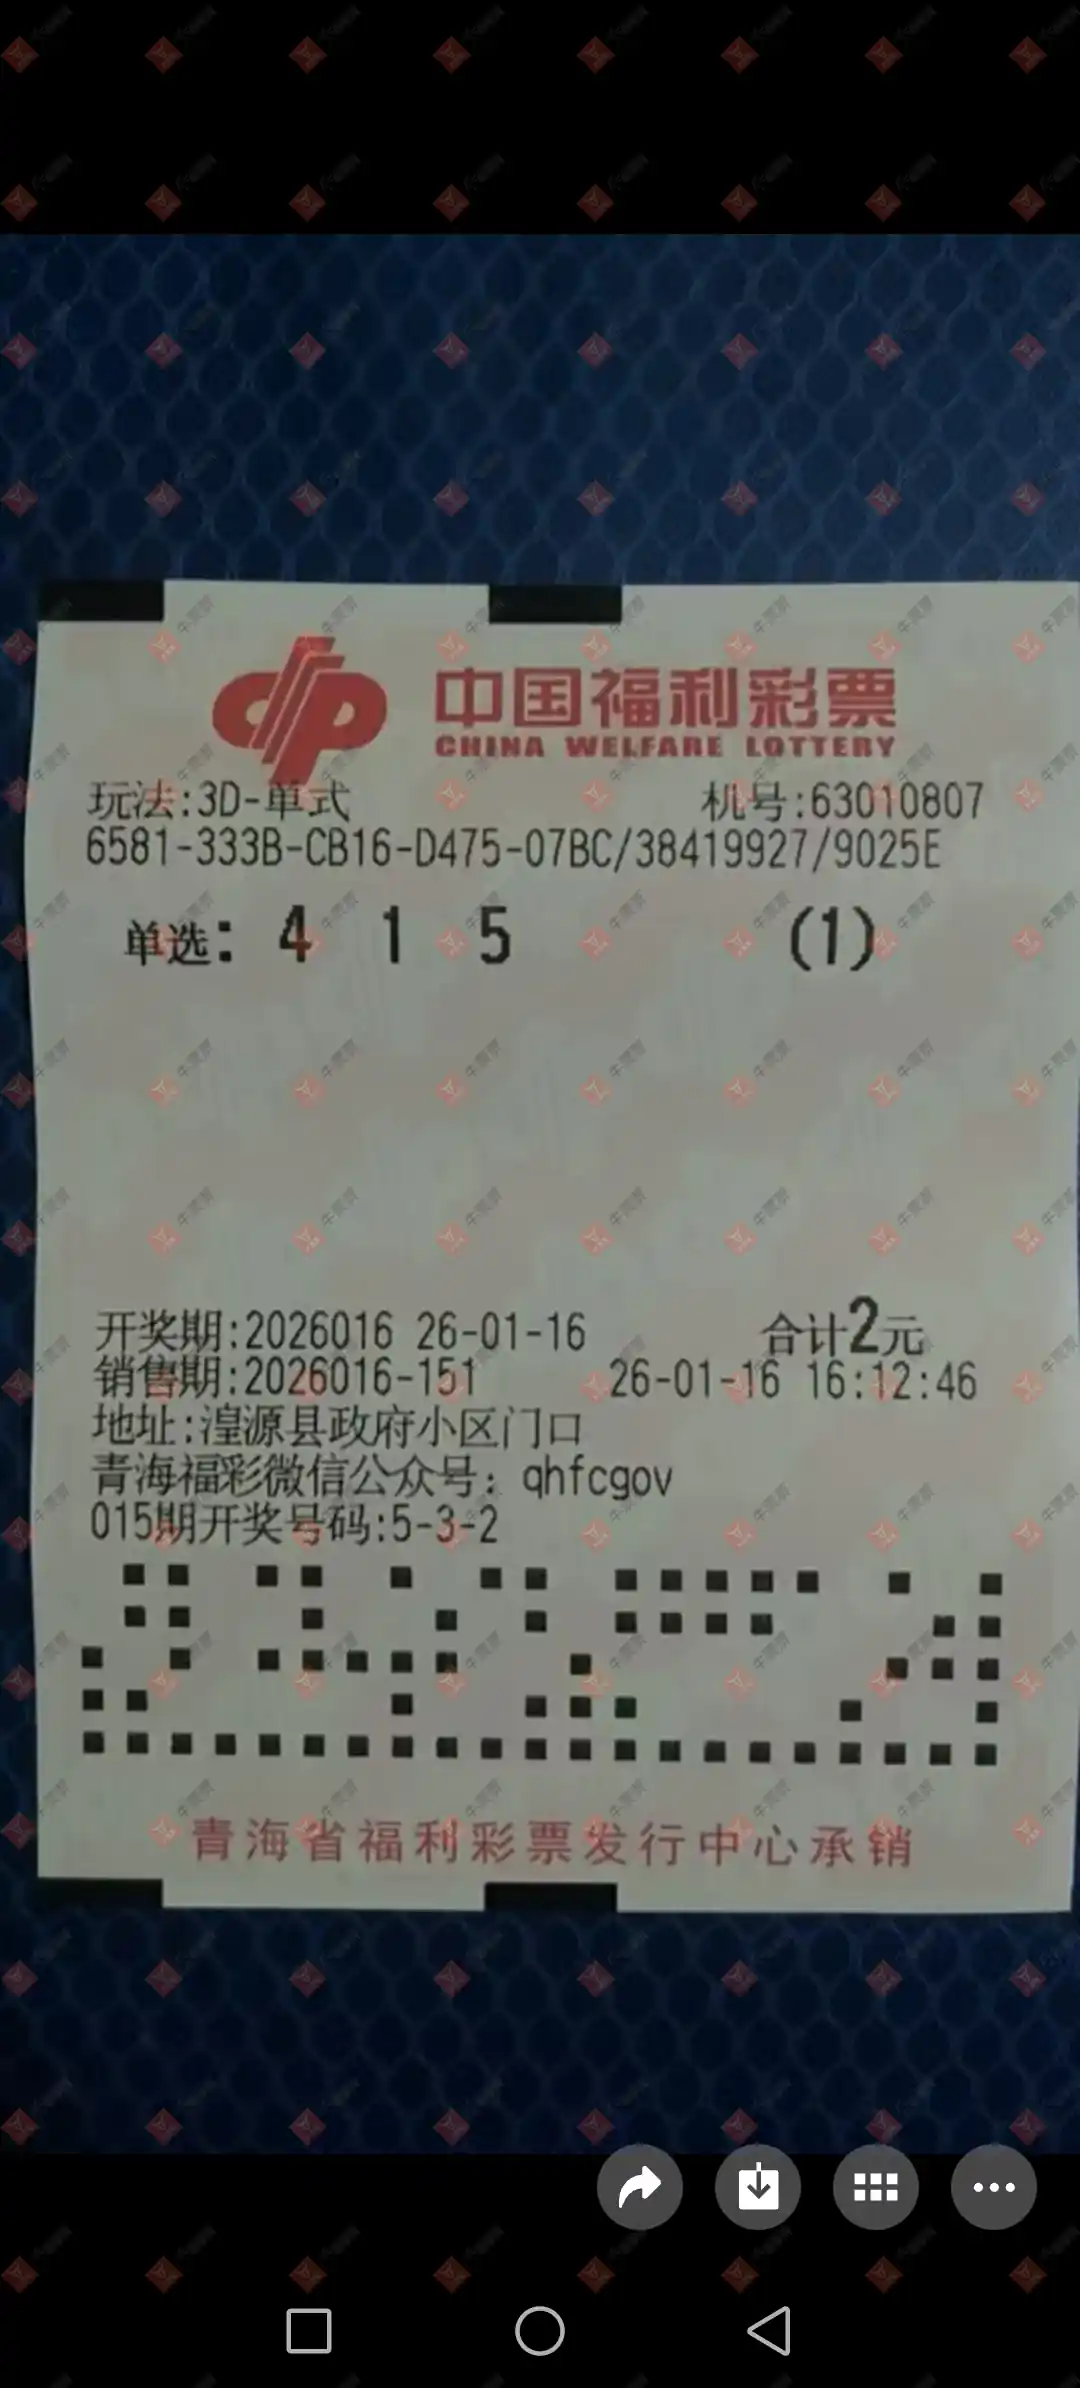 中国福利彩票
CHINA WELFARE LOTTERY
玩法:3D-单式 机号:63010807
6581-333B-CB16-D475-07BC/38419927/9025E
单选: 4 1 5 (1)
开奖期:2026016 26-01-16 合计2元
销售期:2026016-151 26-01-16 16:12:46
地址:湟源县政府小区门口
青海福彩微信公众号: qhfcgov
015期开奖号码:5-3-2
青海省福利彩票发行中心承销